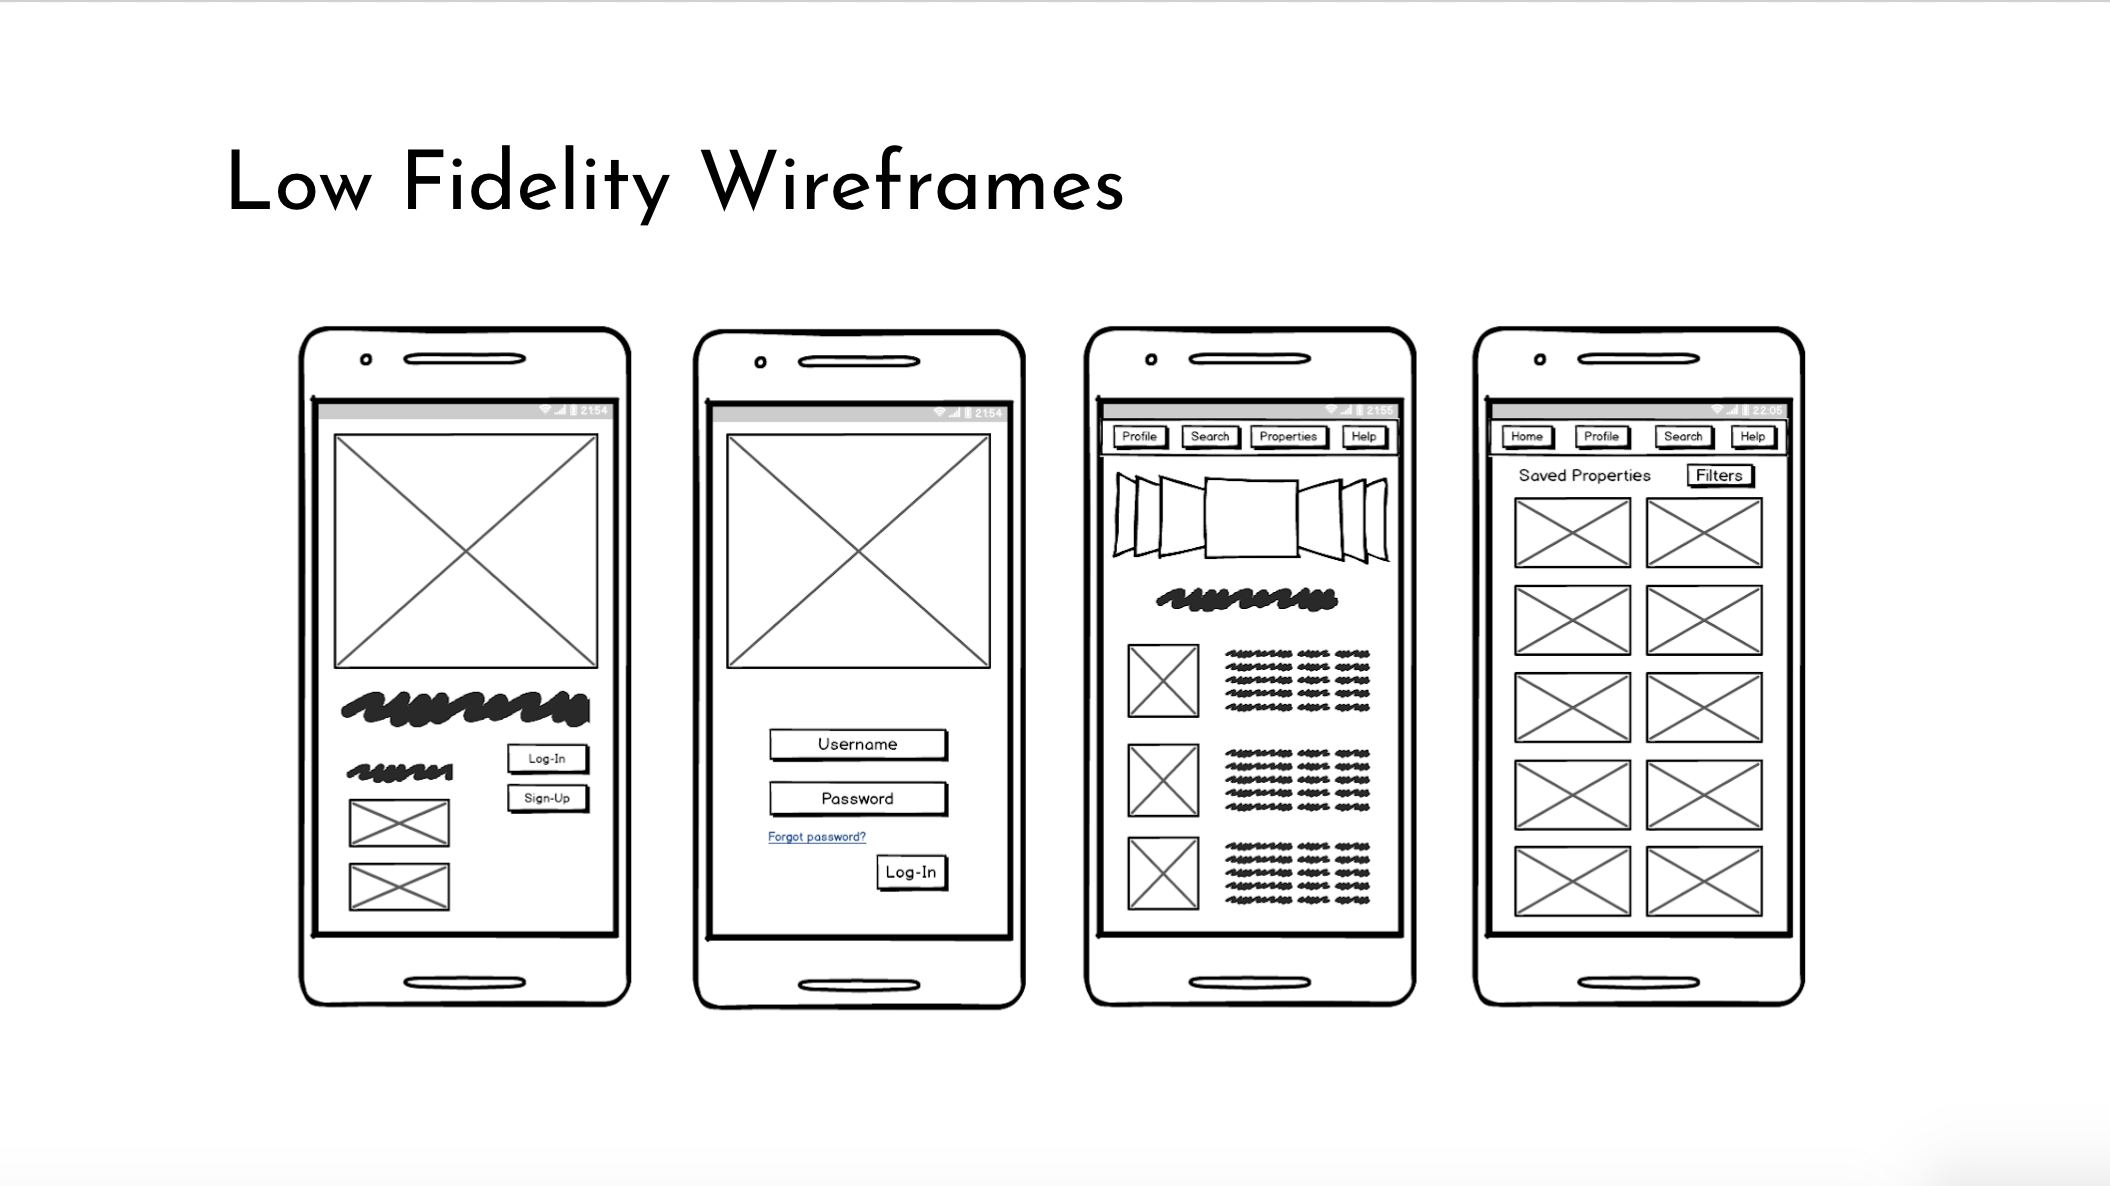 Low Fidelity Wireframes
21:54
Log-In
Sign-Up
21:54
Username
Password
Forgot password?
Log-In
21:55
Profile Search Properties Help
22:05
Home Profile Search Help
Saved Properties Filters